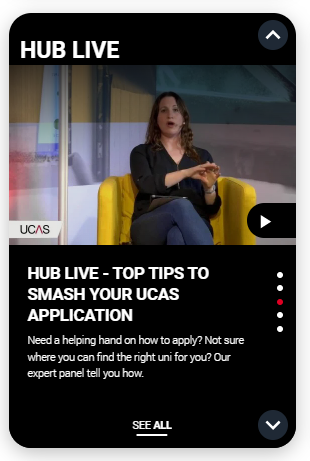 HUB LIVE
UCAS
HUB LIVE - TOP TIPS TO
SMASH YOUR UCAS
APPLICATION
Need a helping hand on how to apply? Not sure
where you can find the right uni for you? Our
expert panel tell you how.
SEE ALL